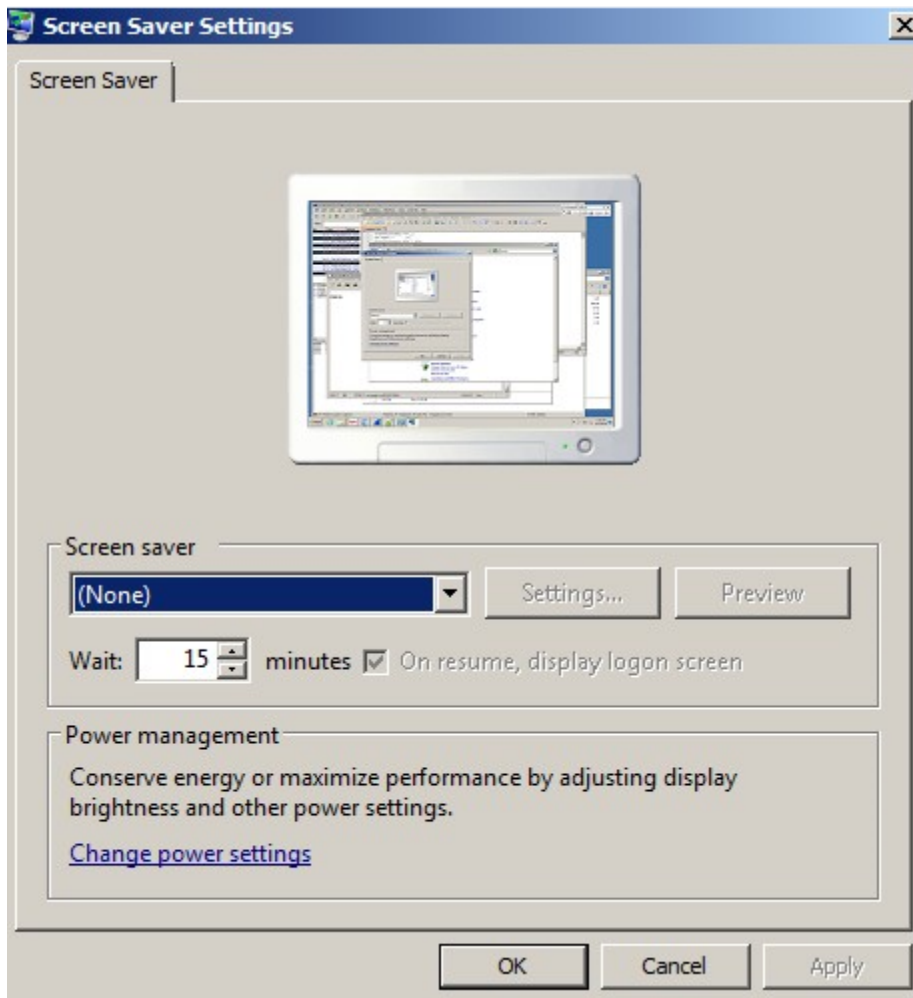 Screen Saver Settings
Screen Saver
Screen saver
(None)
Settings...
Preview
Wait: 15 minutes On resume, display logon screen
Power management
Conserve energy or maximize performance by adjusting display
brightness and other power settings.
Change power settings
OK
Cancel
Apply